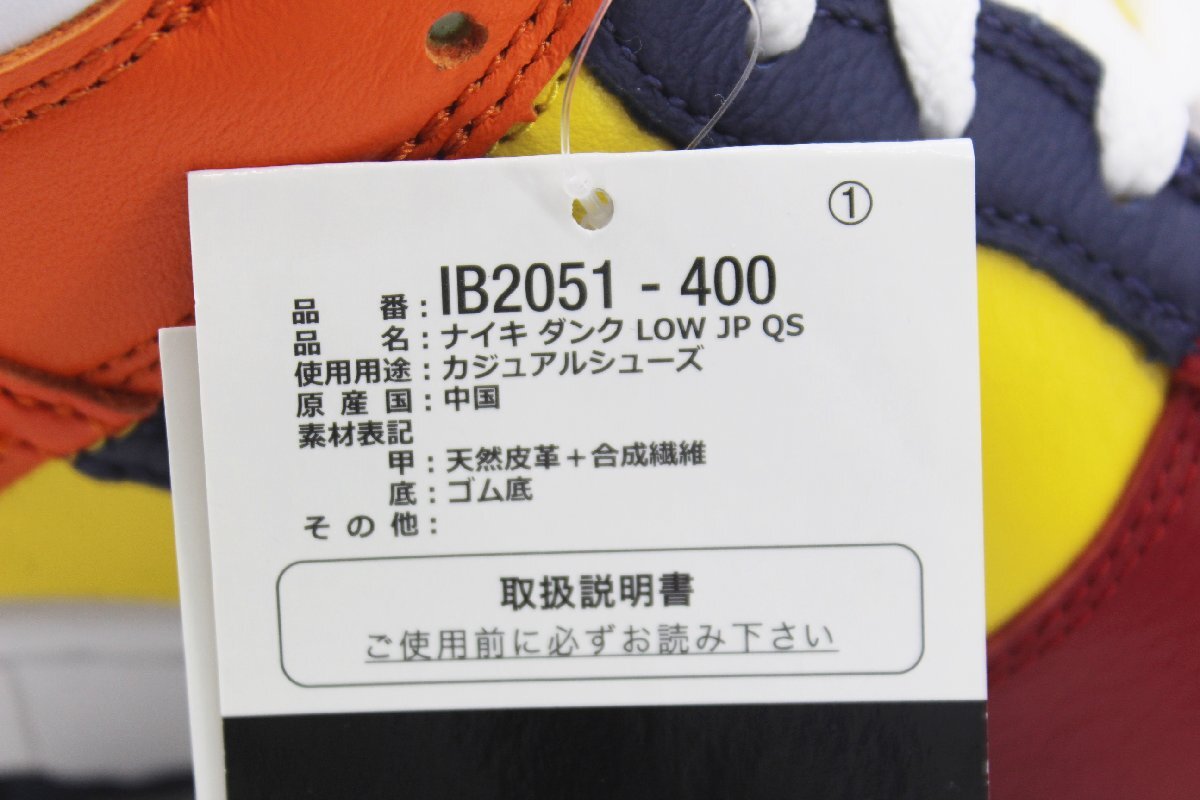 ①
品番：IB2051 - 400
品名：ナイキ ダンク LOW JP QS
使用用途：カジュアルシューズ
原産国：中国
素材表記
甲：天然皮革＋合成繊維
底：ゴム底
その他：
取扱説明書
ご使用前に必ずお読み下さい